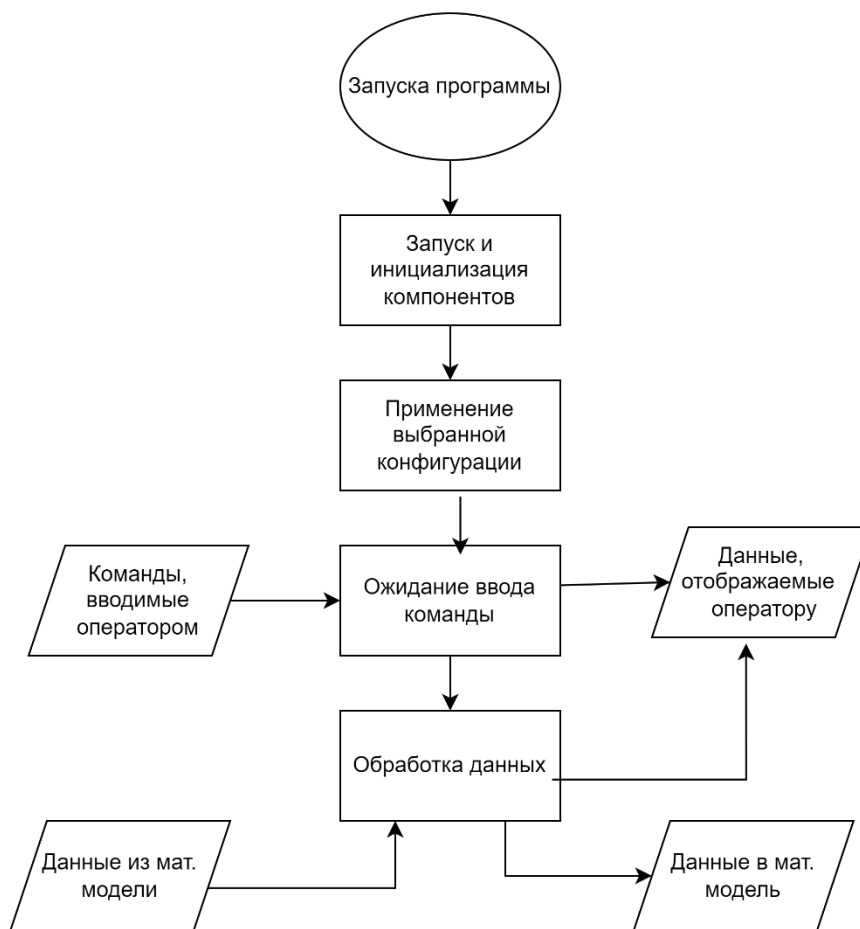 Запуска программы
Запуск и
инициализация
компонентов
Применение
выбранной
конфигурации
Команды,
вводимые
оператором
Ожидание ввода
команды
Данные,
отображаемые
оператору
Обработка данных
Данные из мат.
модели
Данные в мат.
модель